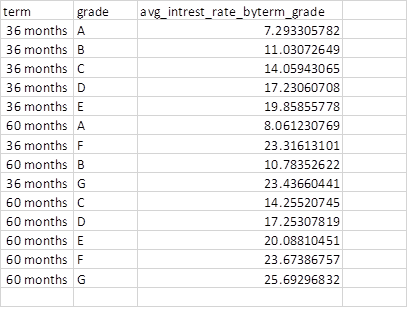 term grade avg_intrest_rate_byterm_grade
36 months A 7.293305782
36 months B 11.03072649
36 months C 14.05943065
36 months D 17.23060708
36 months E 19.85855778
60 months A 8.061230769
36 months F 23.31613101
60 months B 10.78352622
36 months G 23.43660441
60 months C 14.25520745
60 months D 17.25307819
60 months E 20.08810451
60 months F 23.67386757
60 months G 25.69296832